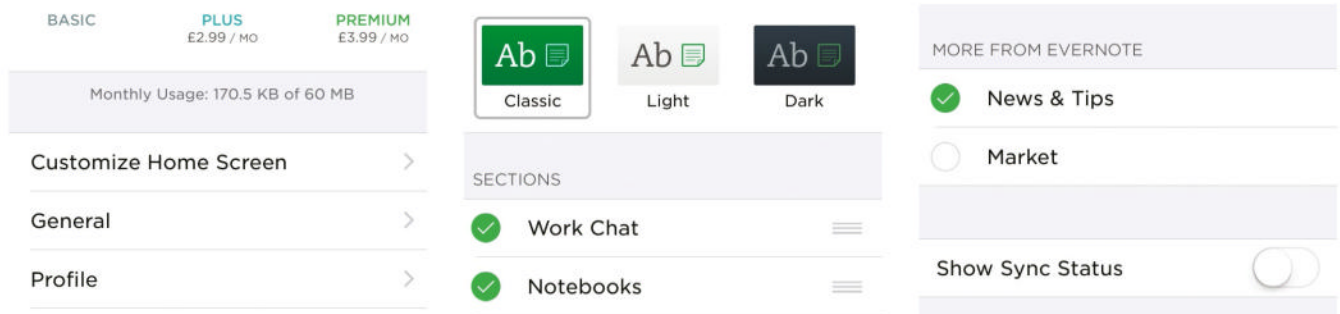 BASIC
PLUS
£2.99 / MO
PREMIUM
£3.99 / MO
Monthly Usage: 170.5 KB of 60 MB
Customize Home Screen
General
Profile
Ab
Classic
Ab
Light
Ab
Dark
SECTIONS
Work Chat
Notebooks
MORE FROM EVERNOTE
News & Tips
Market
Show Sync Status